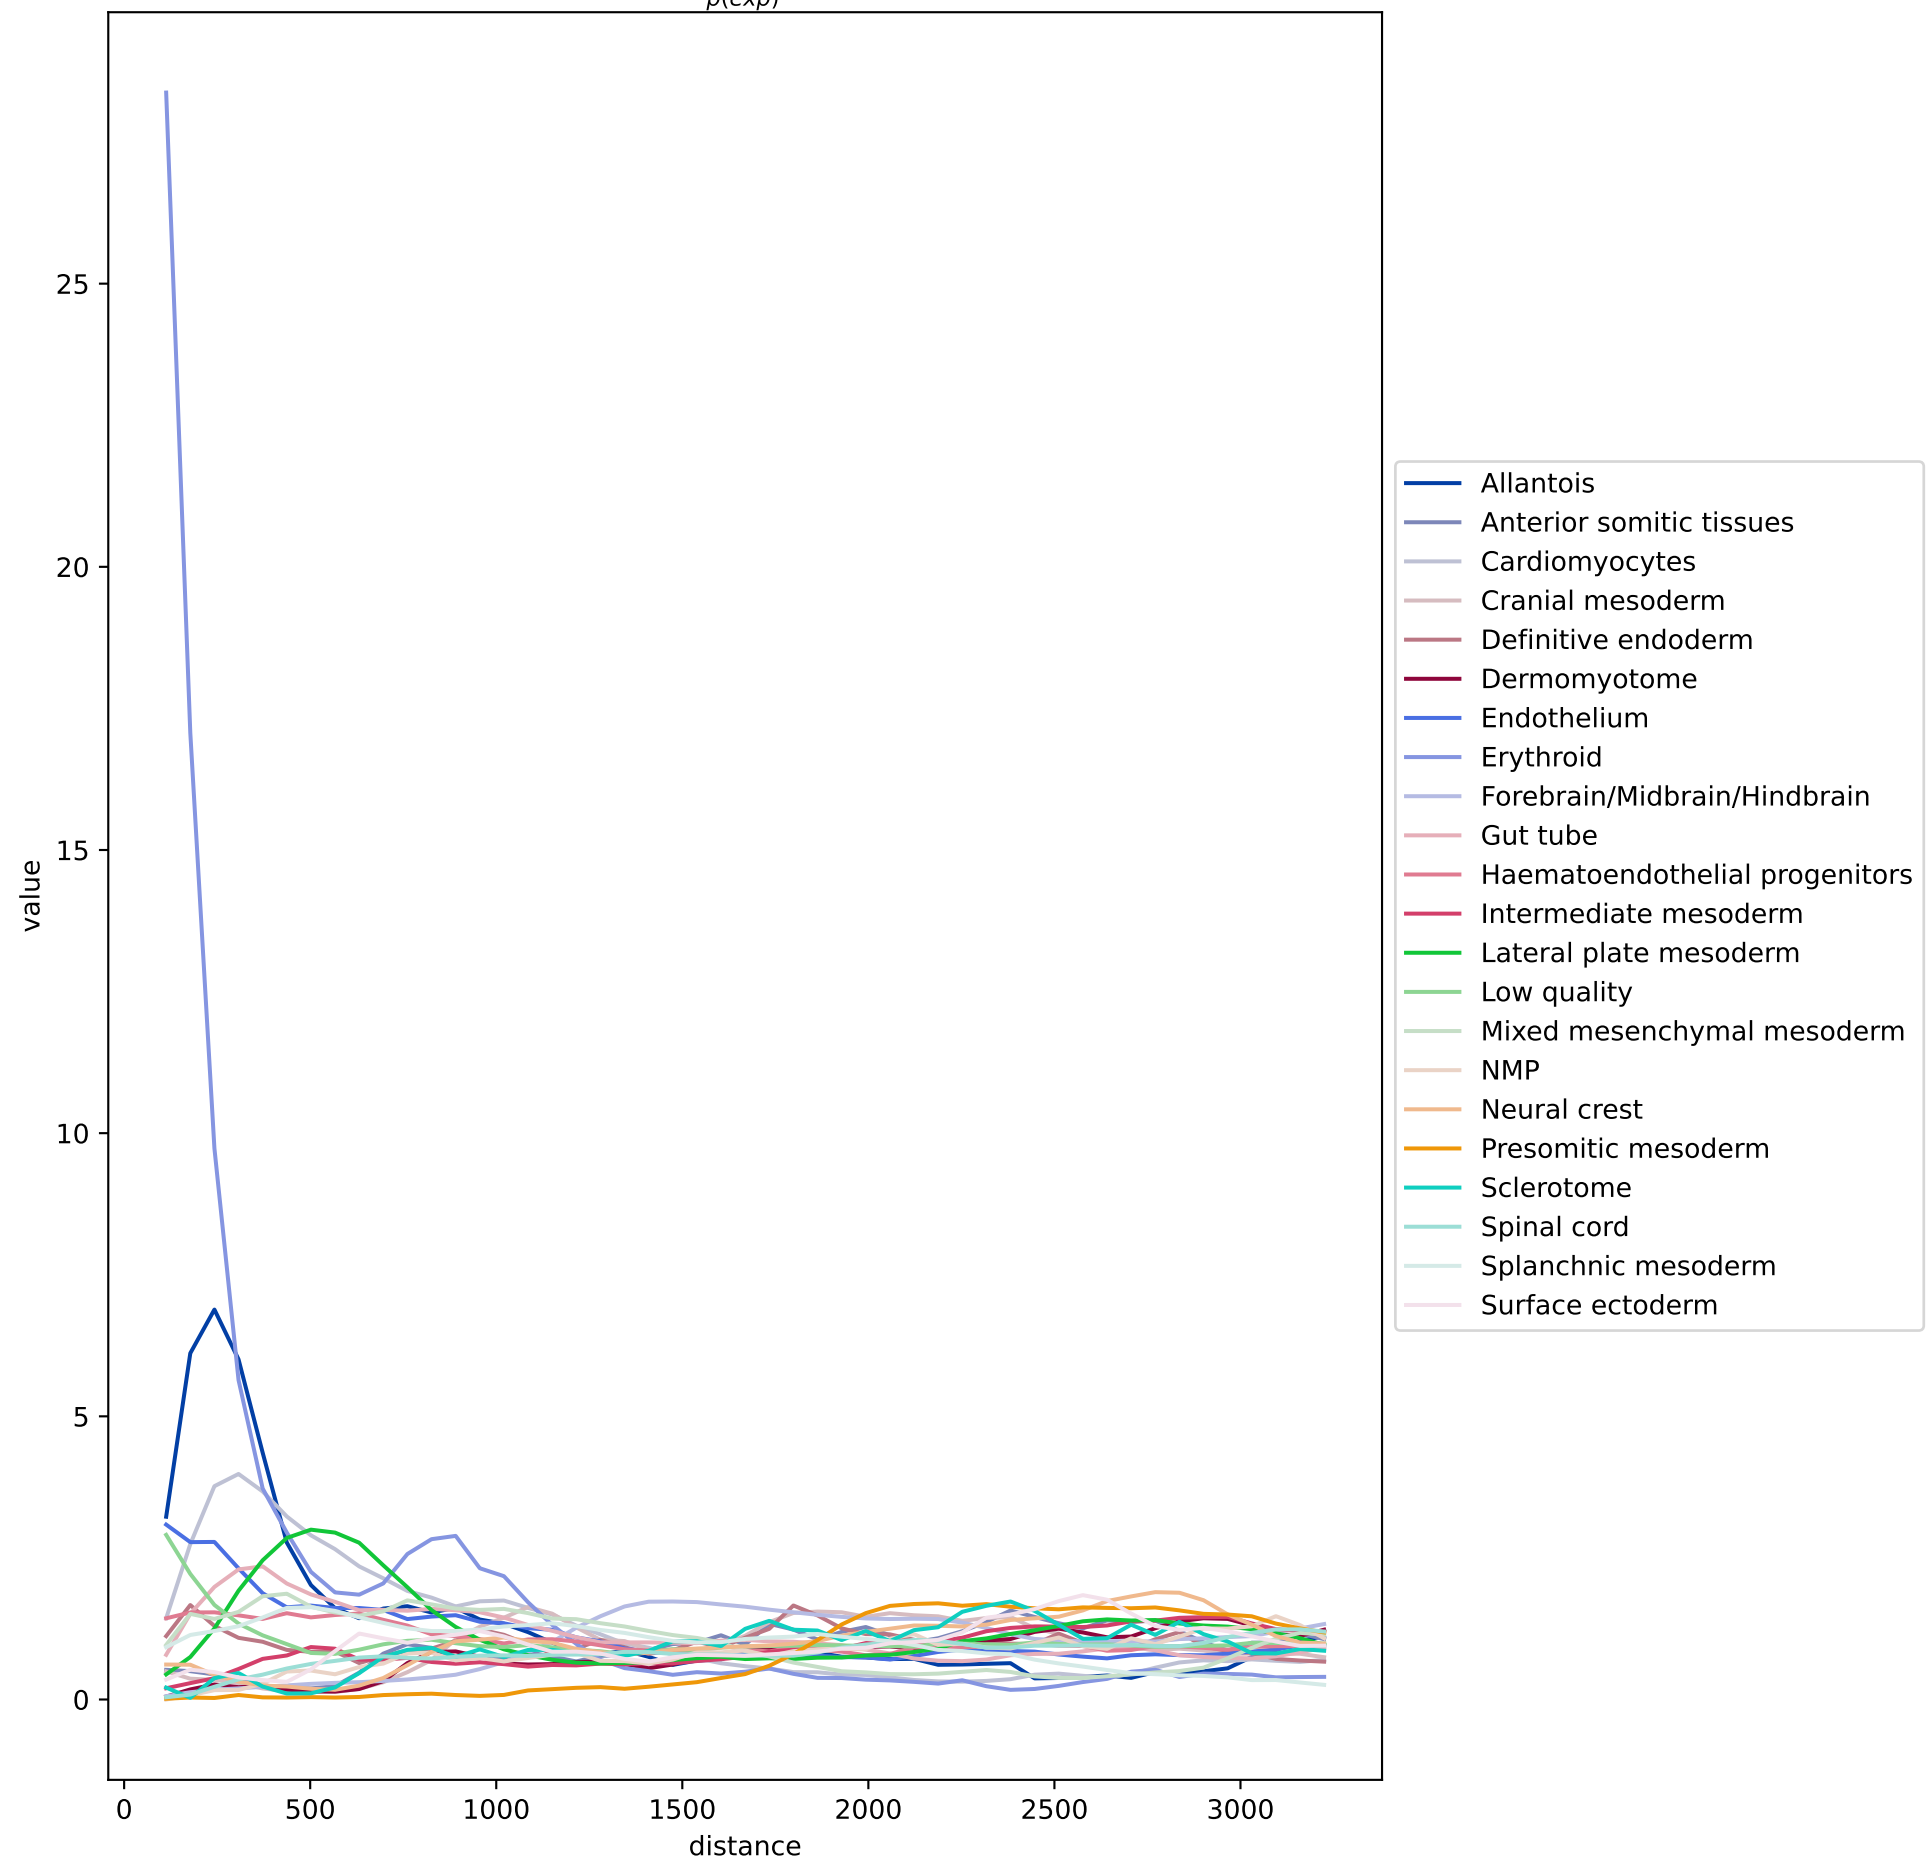 p(exp)
25
20
15
10
5
0
value
0 500 1000 1500 2000 2500 3000
distance
Allantois
Anterior somitic tissues
Cardiomyocytes
Cranial mesoderm
Definitive endoderm
Dermomyotome
Endothelium
Erythroid
Forebrain/Midbrain/Hindbrain
Gut tube
Haematoendothelial progenitors
Intermediate mesoderm
Lateral plate mesoderm
Low quality
Mixed mesenchymal mesoderm
NMP
Neural crest
Presomitic mesoderm
Sclerotome
Spinal cord
Splanchnic mesoderm
Surface ectoderm